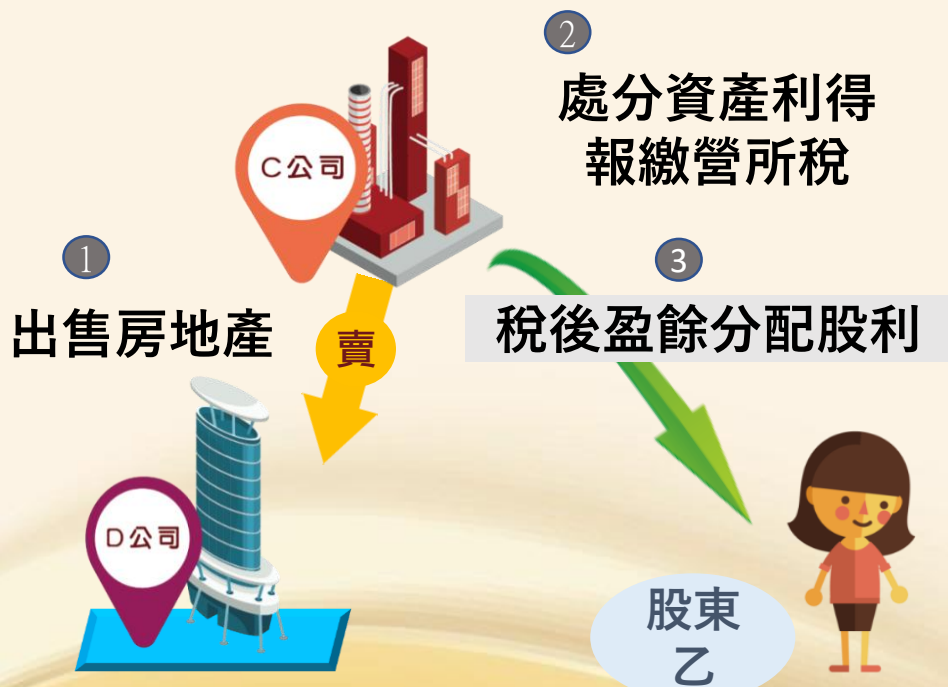 ②
處分資產利得
報繳營所稅
C公司
①
出售房地產
賣
③
稅後盈餘分配股利
D公司
股東
乙